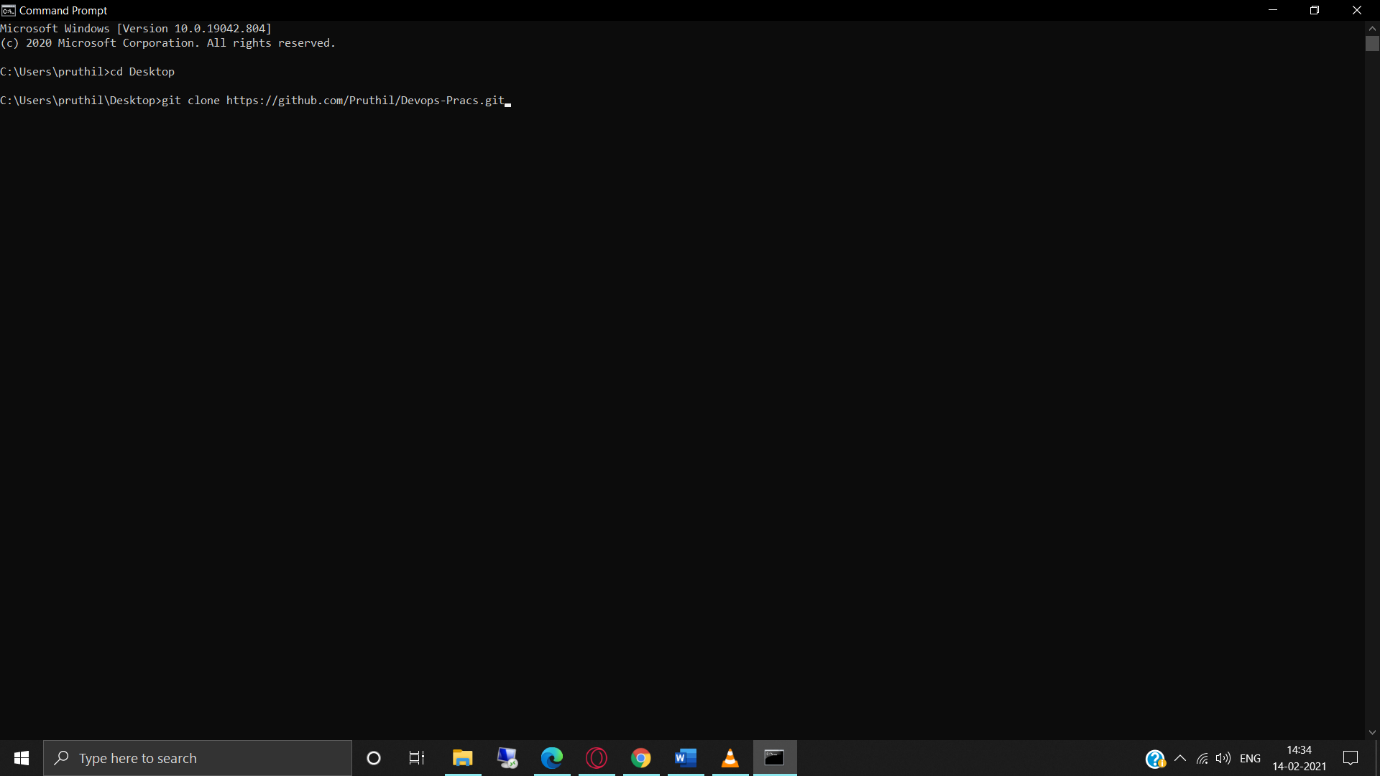 Command Prompt
Microsoft Windows [Version 10.0.19042.804]
(c) 2020 Microsoft Corporation. All rights reserved.
C:\Users\pruthil>cd Desktop
C:\Users\pruthil\Desktop>git clone https://github.com/Pruthil/Devops-Pracs.git
Type here to search
ENG
14:34
14-02-2021